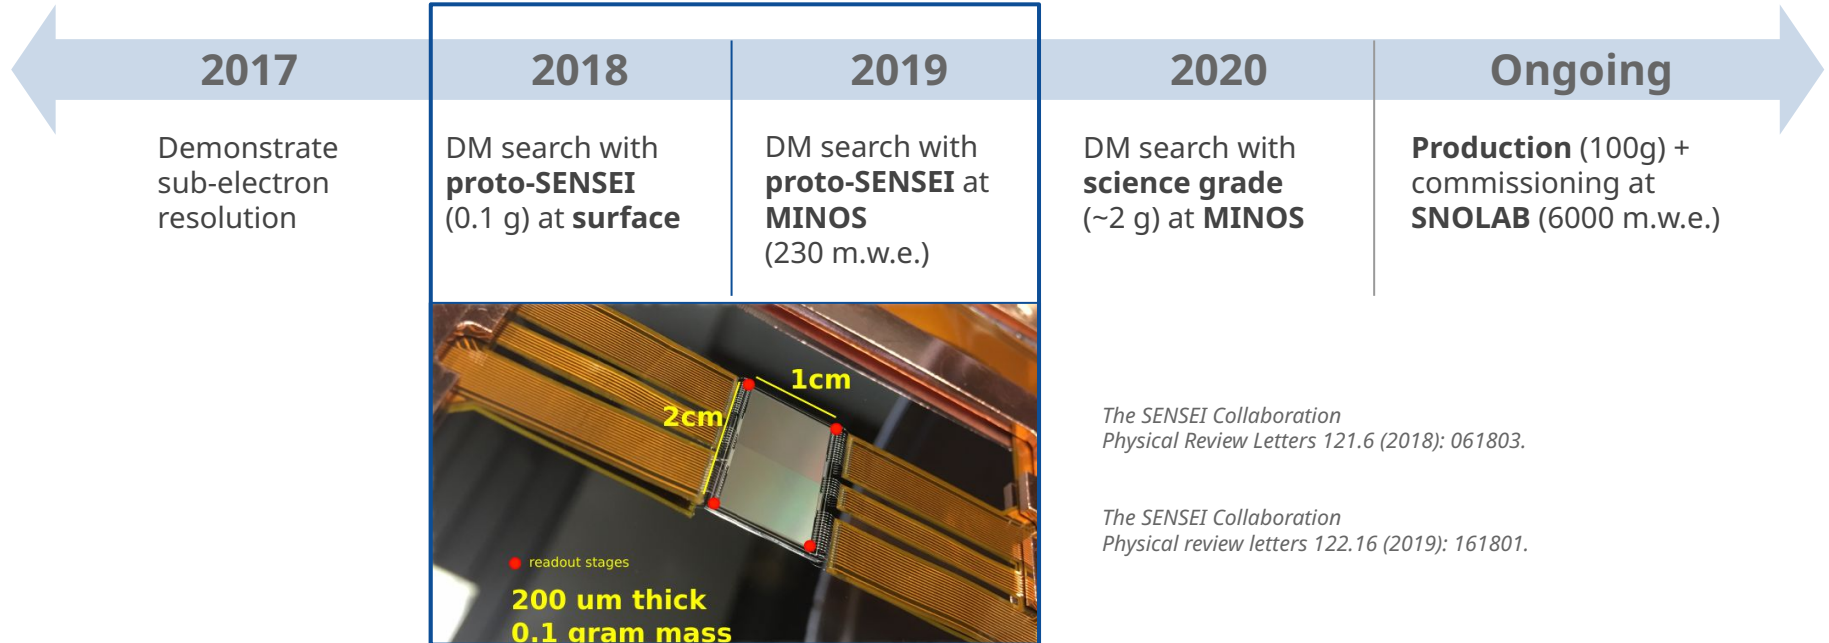 2017
2018
2019
2020
Ongoing
Demonstrate
sub-electron
resolution
DM search with
proto-SENSEI
(0.1 g) at surface
DM search with
proto-SENSEI at
MINOS
(230 m.w.e.)
DM search with
science grade
(~2 g) at MINOS
Production (100g) +
commissioning at
SNOLAB (6000 m.w.e.)
1cm
2cm
readout stages
200 um thick
0.1 gram mass
The SENSEI Collaboration
Physical Review Letters 121.6 (2018): 061803.
The SENSEI Collaboration
Physical review letters 122.16 (2019): 161801.